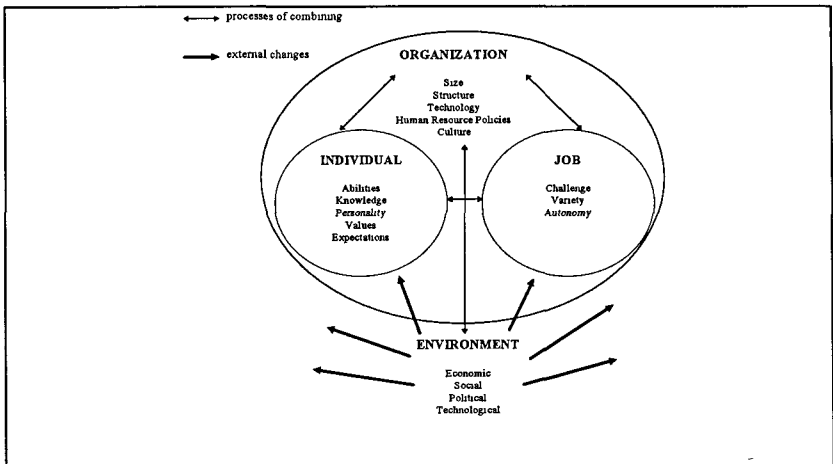 processes of combining
external changes
ORGANIZATION
Size
Structure
Technology
Human Resource Policies
Culture
INDIVIDUAL
Abilities
Knowledge
Personality
Values
Expectations
JOB
Challenge
Variety
Autonomy
ENVIRONMENT
Economic
Social
Political
Technological